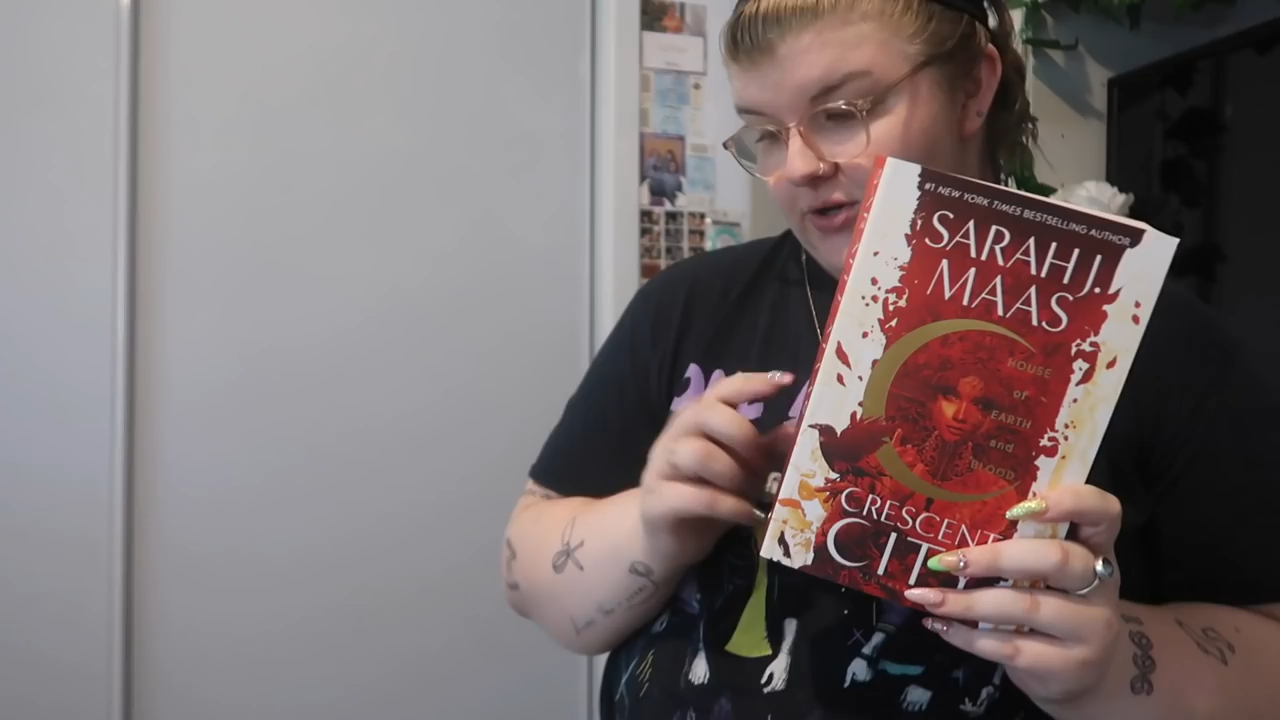 #1 NEW YORK TIMES BESTSELLING AUTHOR
SARAH J.
MAAS
HOUSE
of
EARTH
and
BLOOD
CRESCENT
CITY